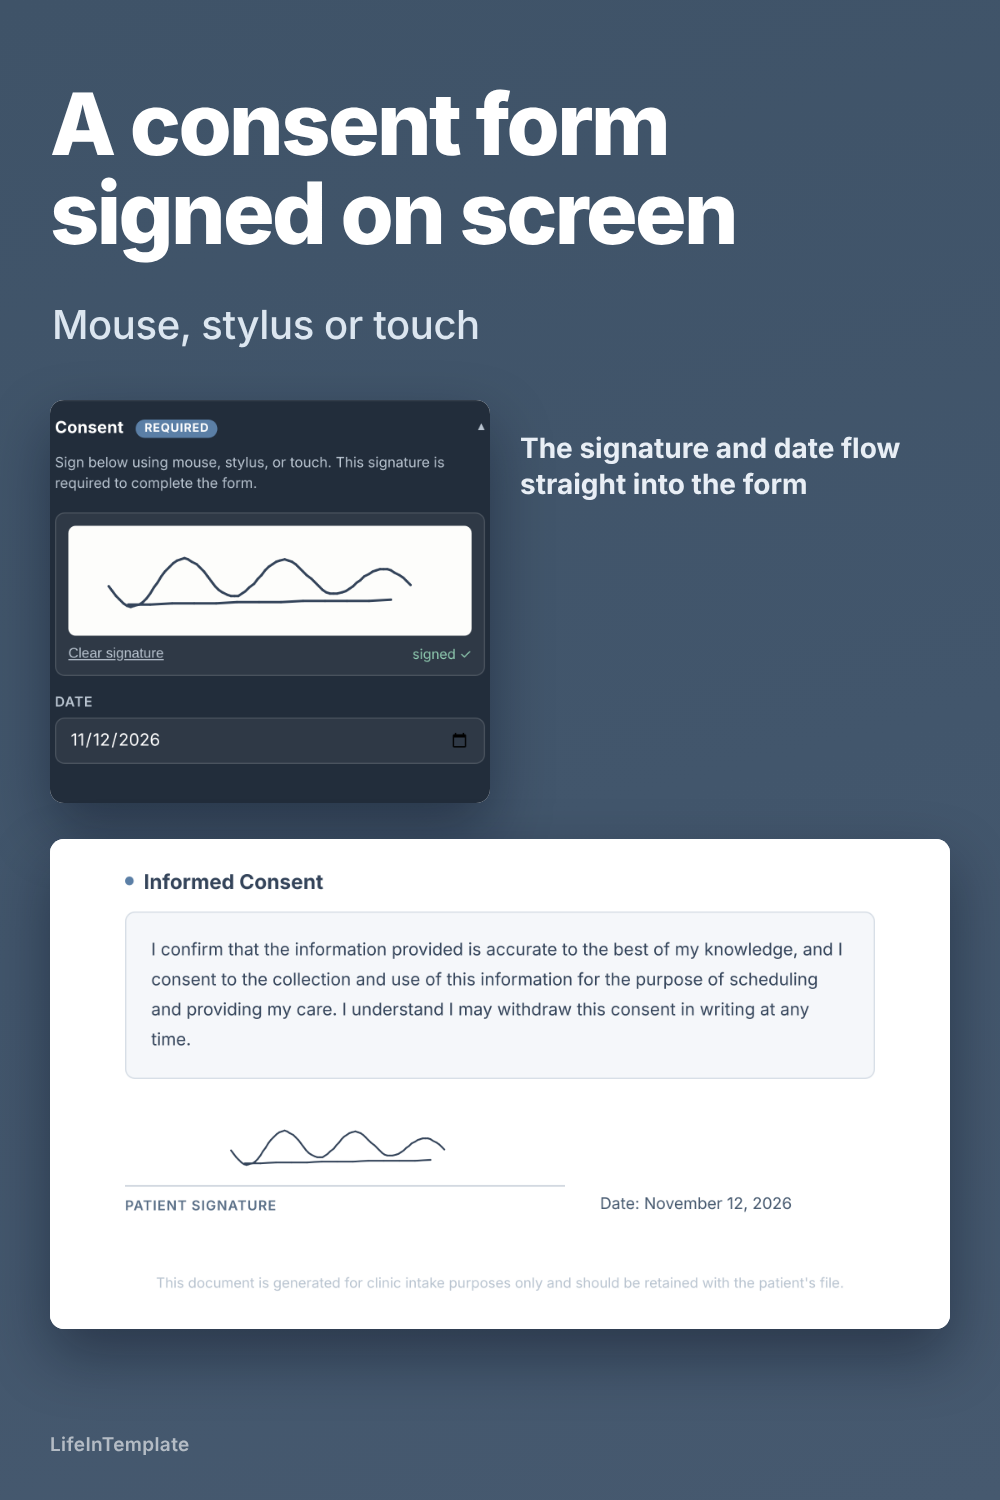 A consent form
signed on screen
Mouse, stylus or touch
Consent REQUIRED
Sign below using mouse, stylus, or touch. This signature is
required to complete the form.
Clear signature
signed ✓
DATE
11/12/2026
The signature and date flow
straight into the form
Informed Consent
I confirm that the information provided is accurate to the best of my knowledge, and I
consent to the collection and use of this information for the purpose of scheduling
and providing my care. I understand I may withdraw this consent in writing at any
time.
PATIENT SIGNATURE
Date: November 12, 2026
This document is generated for clinic intake purposes only and should be retained with the patient's file.
LifeInTemplate